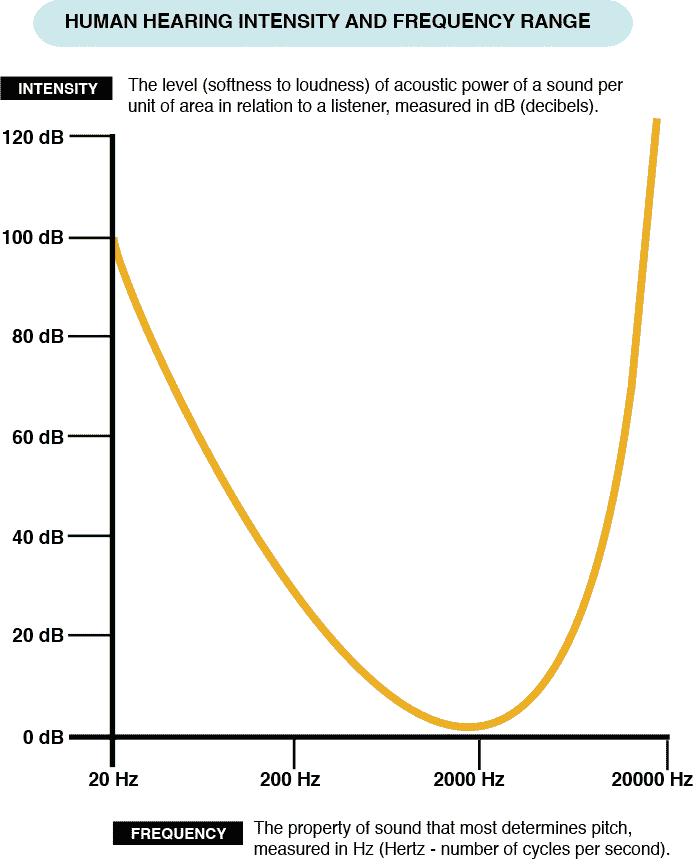 HUMAN HEARING INTENSITY AND FREQUENCY RANGE
INTENSITY
The level (softness to loudness) of acoustic power of a sound per
unit of area in relation to a listener, measured in dB (decibels).
120 dB
100 dB
80 dB
60 dB
40 dB
20 dB
0 dB
20 Hz
200 Hz
2000 Hz
20000 Hz
FREQUENCY
The property of sound that most determines pitch,
measured in Hz (Hertz - number of cycles per second).